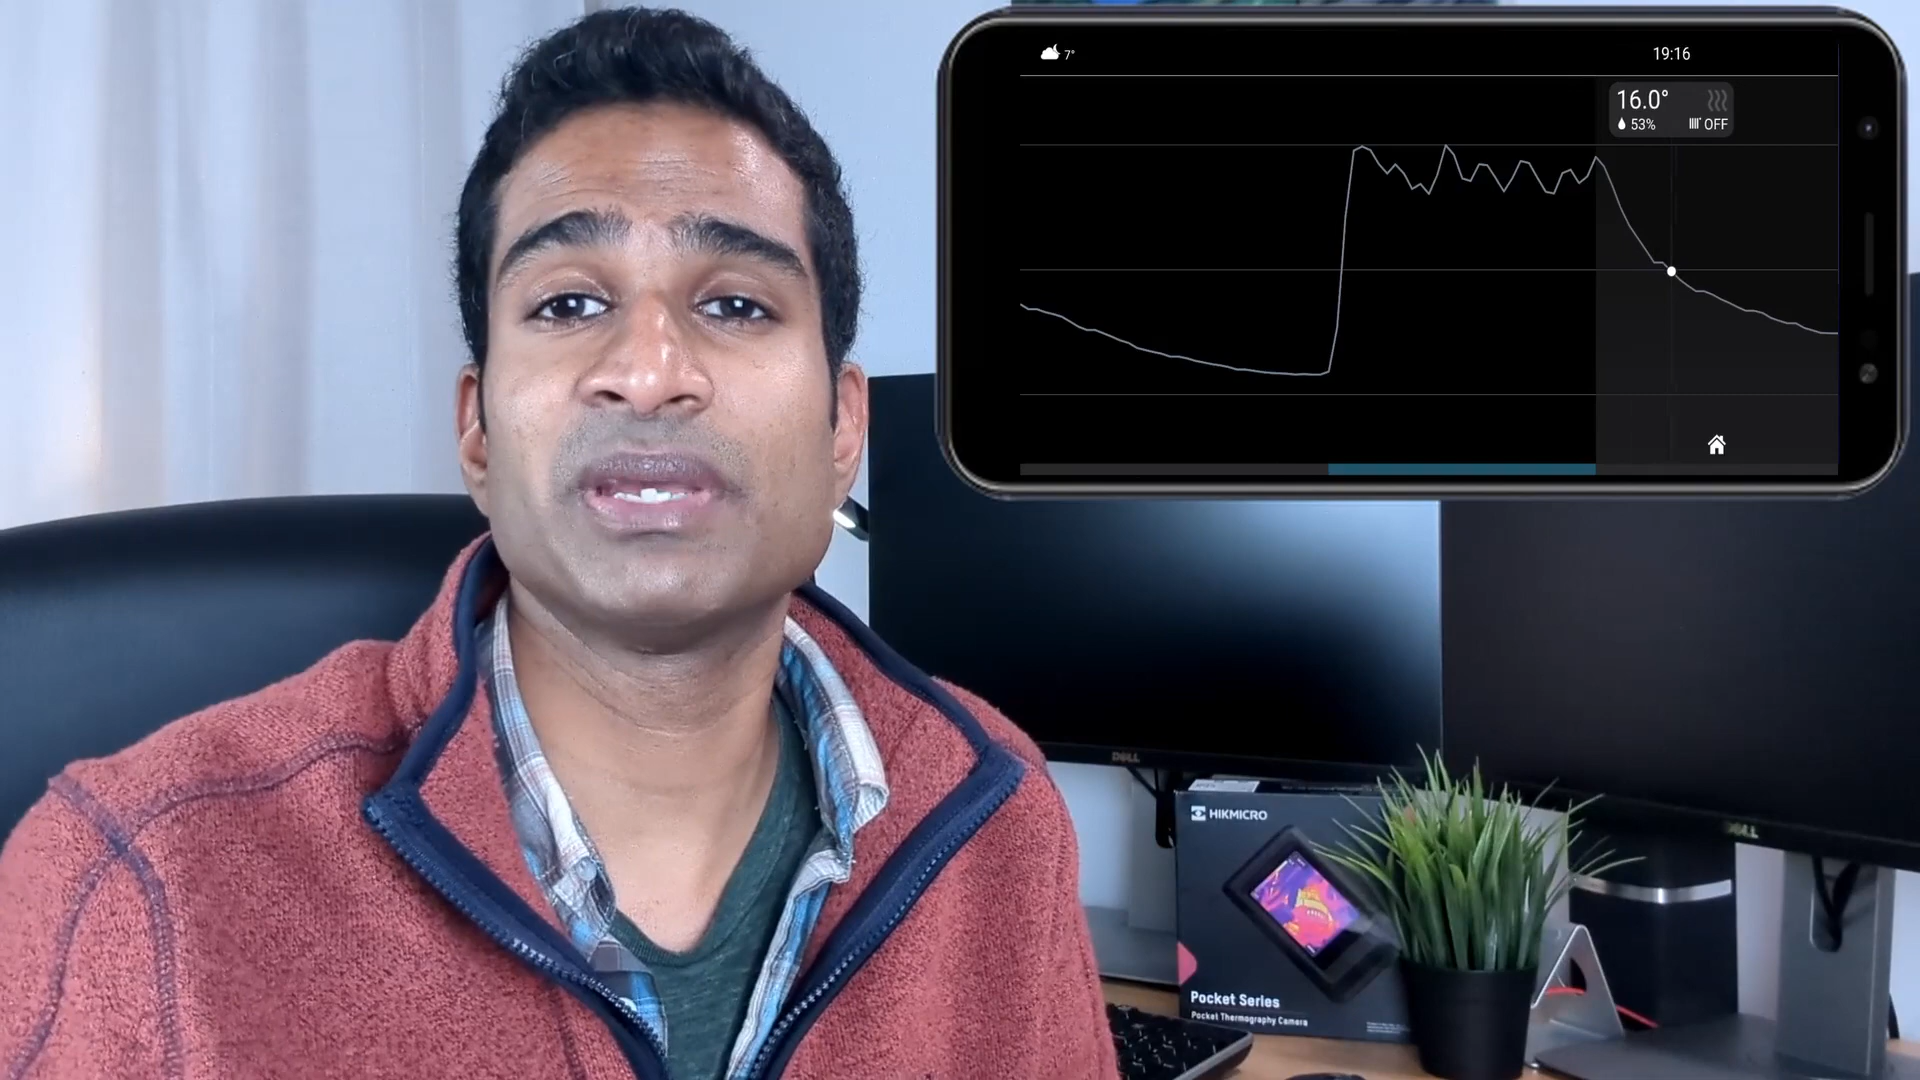 7°
19:16
16.0°
53%
OFF
DELL
DELL
HIKMICRO
Pocket Series
Pocket Thermography Camera